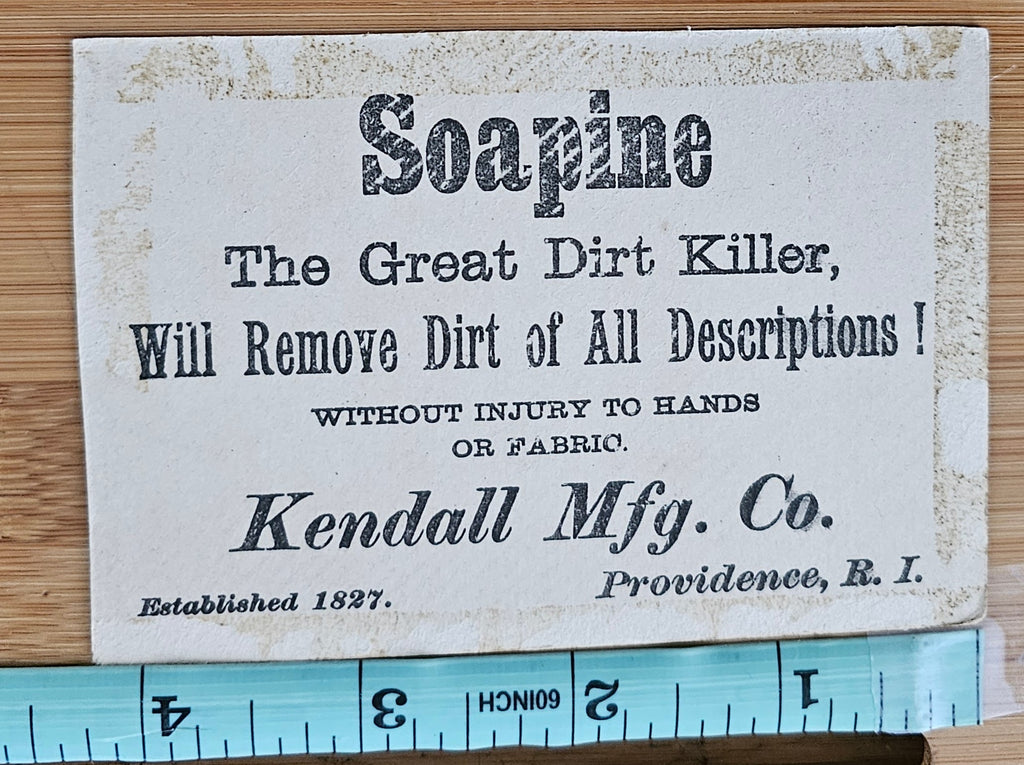 Soapine
The Great Dirt Killer,
Will Remove Dirt of All Descriptions !
WITHOUT INJURY TO HANDS
OR FABRIC.
Kendall Mfg. Co.
Providence, R. I.
Established 1827.
4 3 60INCH 2 1